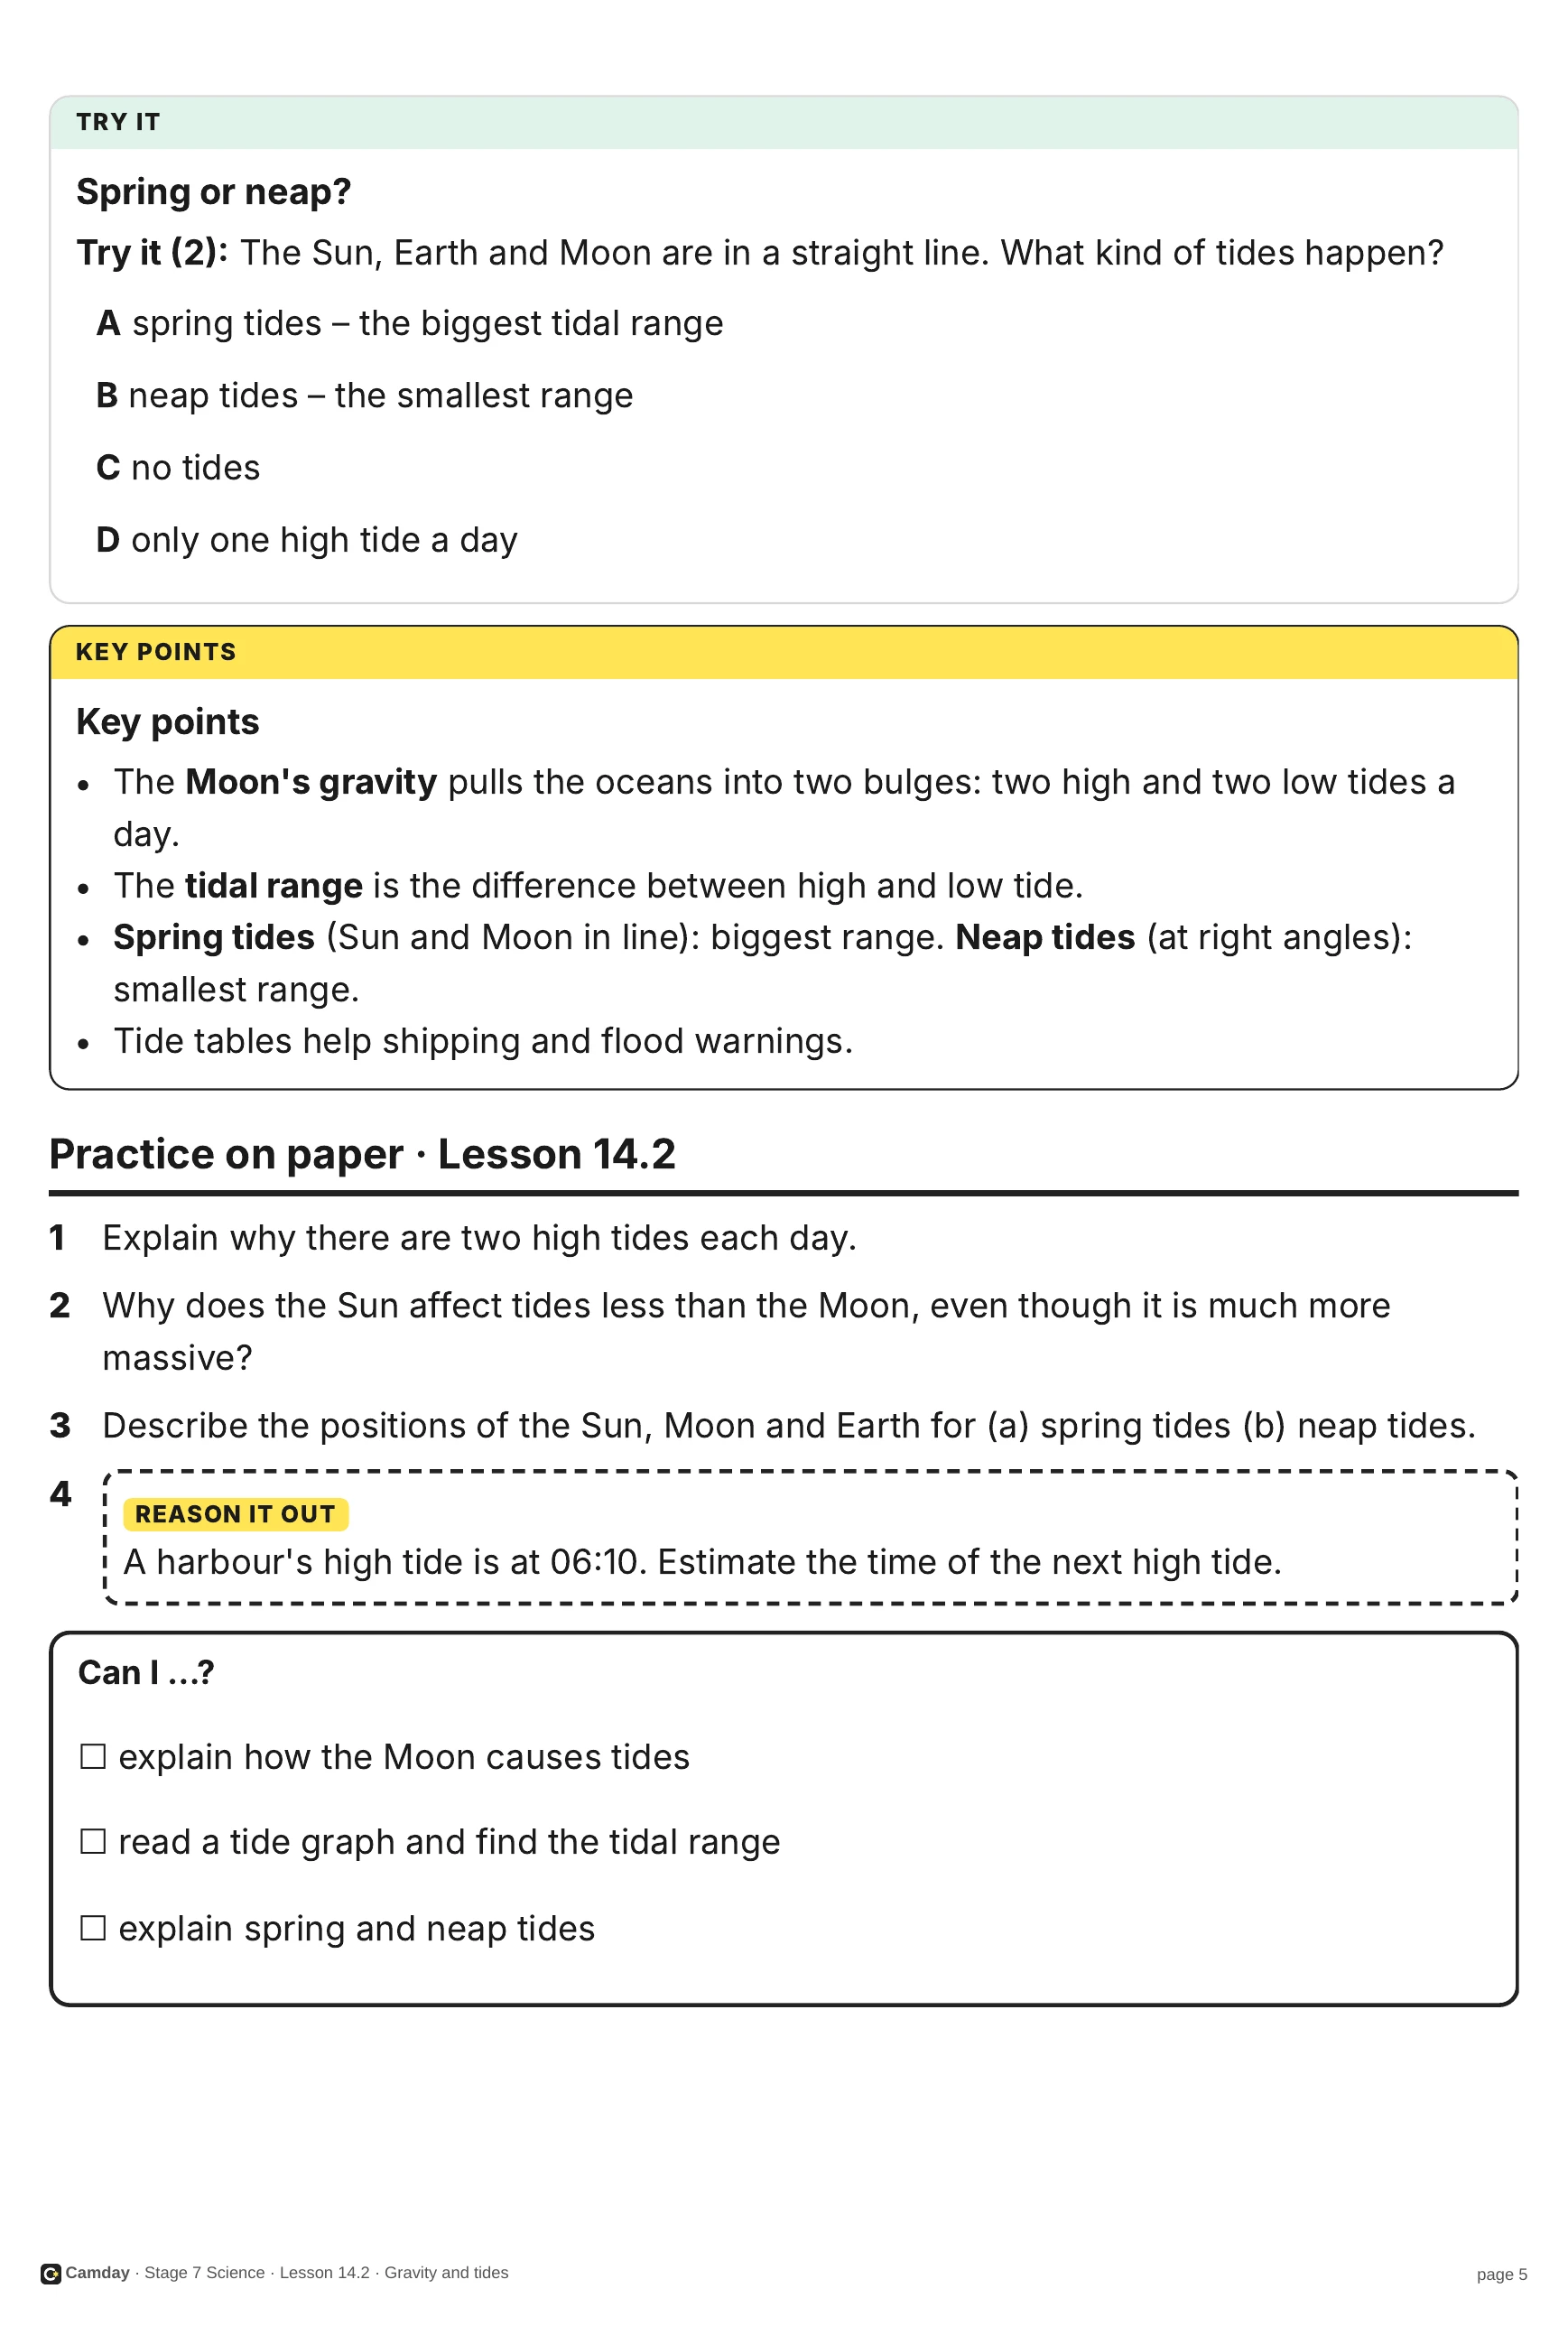 TRY IT
Spring or neap?
Try it (2): The Sun, Earth and Moon are in a straight line. What kind of tides happen?
A spring tides – the biggest tidal range
B neap tides – the smallest range
C no tides
D only one high tide a day
KEY POINTS
Key points
• The Moon's gravity pulls the oceans into two bulges: two high and two low tides a
day.
• The tidal range is the difference between high and low tide.
• Spring tides (Sun and Moon in line): biggest range. Neap tides (at right angles):
smallest range.
• Tide tables help shipping and flood warnings.
Practice on paper · Lesson 14.2
1 Explain why there are two high tides each day.
2 Why does the Sun affect tides less than the Moon, even though it is much more
massive?
3 Describe the positions of the Sun, Moon and Earth for (a) spring tides (b) neap tides.
4
REASON IT OUT
A harbour's high tide is at 06:10. Estimate the time of the next high tide.
Can I …?
☐ explain how the Moon causes tides
☐ read a tide graph and find the tidal range
☐ explain spring and neap tides
Camday · Stage 7 Science · Lesson 14.2 · Gravity and tides
page 5